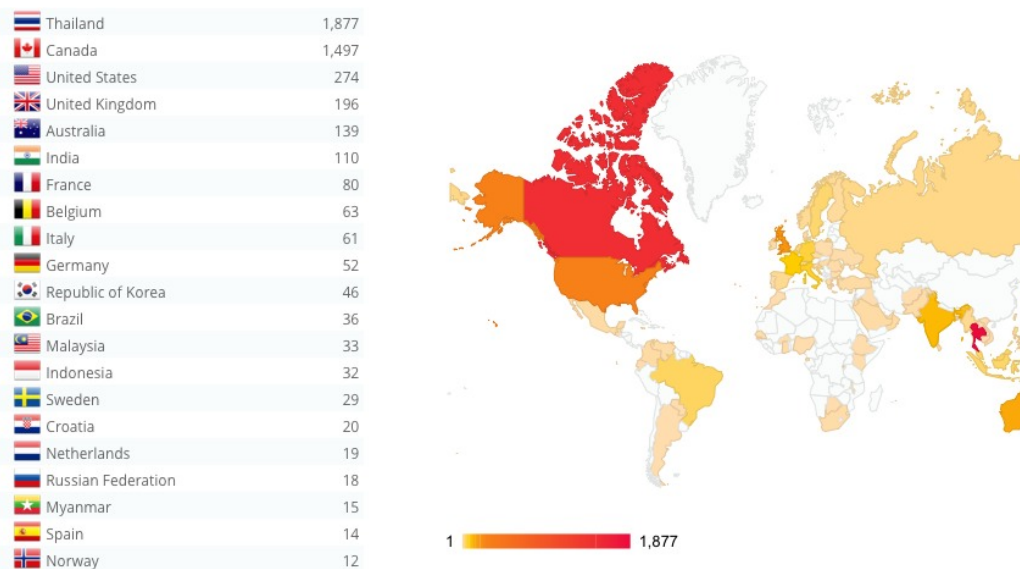 Thailand 1,877
Canada 1,497
United States 274
United Kingdom 196
Australia 139
India 110
France 80
Belgium 63
Italy 61
Germany 52
Republic of Korea 46
Brazil 36
Malaysia 33
Indonesia 32
Sweden 29
Croatia 20
Netherlands 19
Russian Federation 18
Myanmar 15
Spain 14
Norway 12
1 1,877